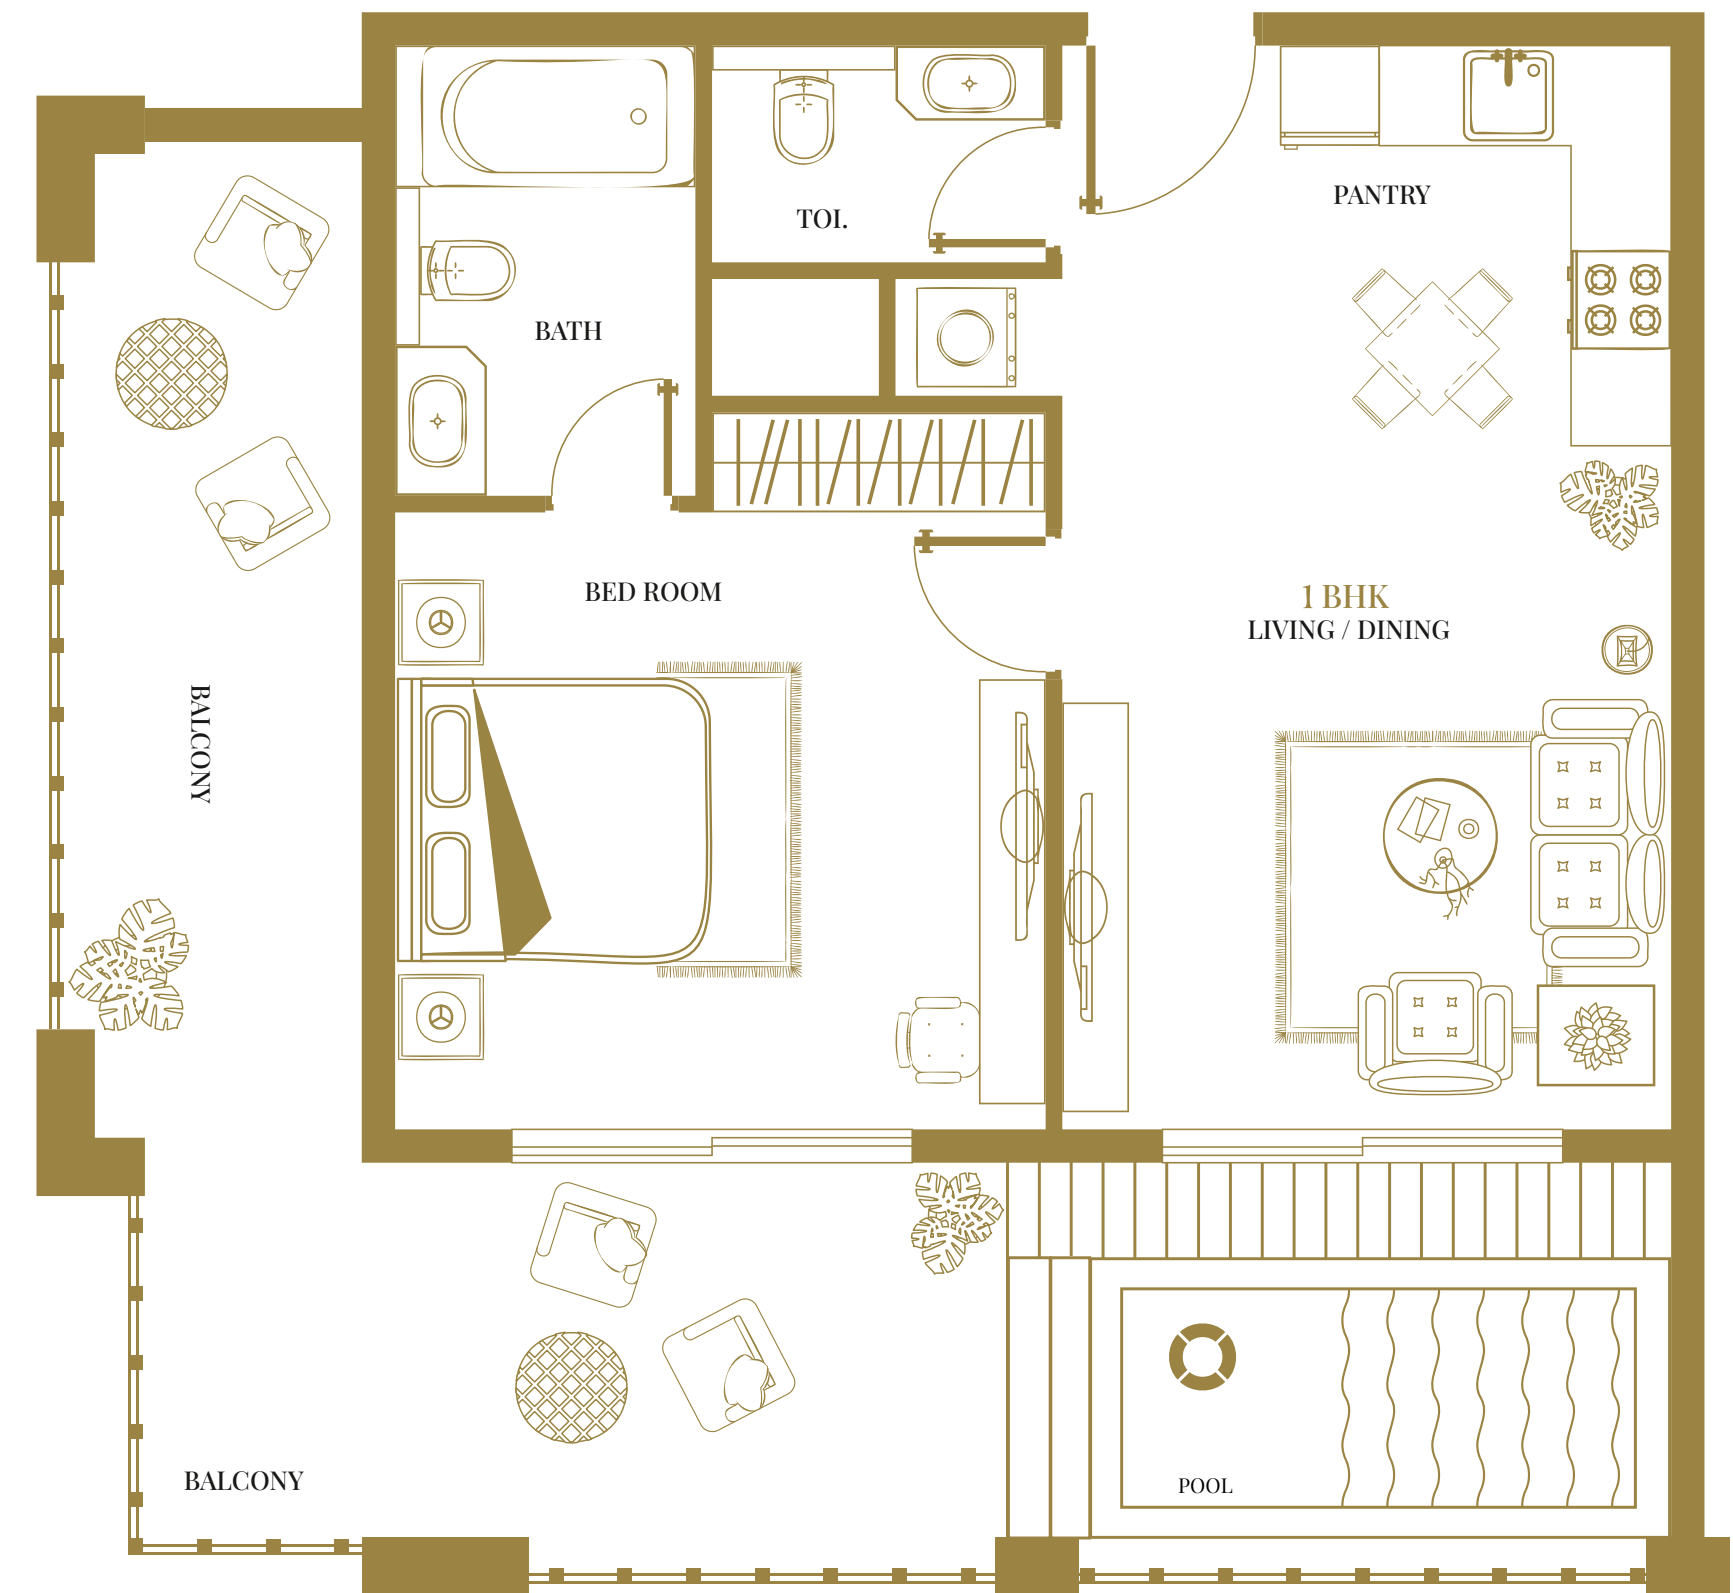 PANTRY
TOI.
BATH
BED ROOM
1 BHK
LIVING / DINING
BALCONY
BALCONY
POOL